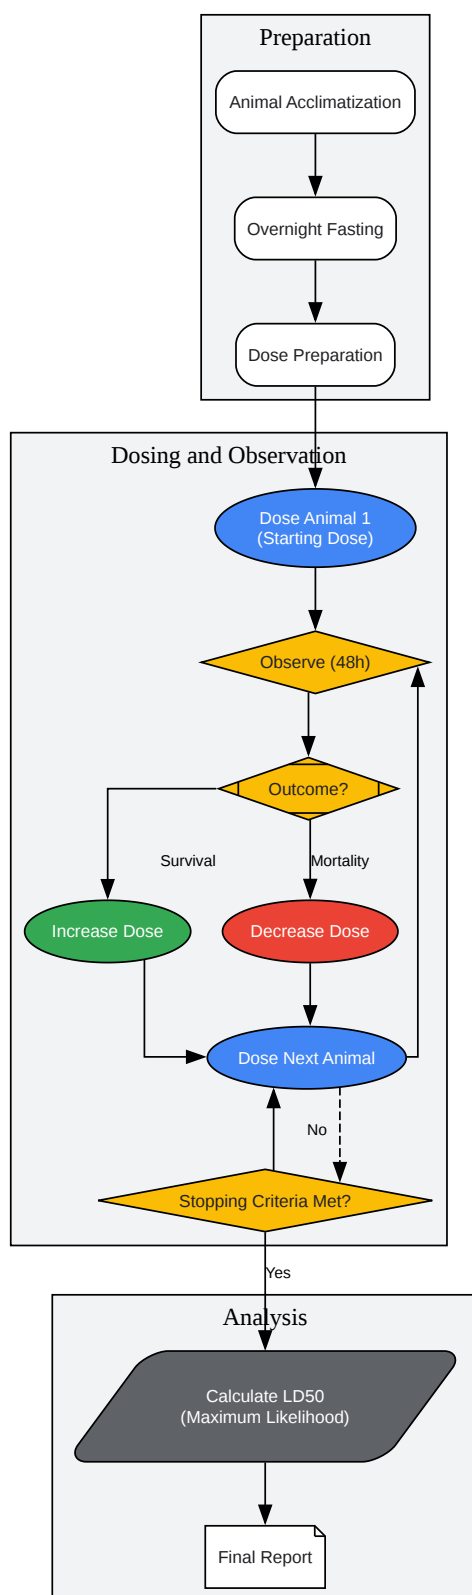 Preparation
Animal Acclimatization
Overnight Fasting
Dose Preparation
Dosing and Observation
Dose Animal 1
(Starting Dose)
Observe (48h)
Outcome?
Survival
Mortality
Increase Dose
Decrease Dose
Dose Next Animal
No
Stopping Criteria Met?
Yes
Analysis
Calculate LD50
(Maximum Likelihood)
Final Report